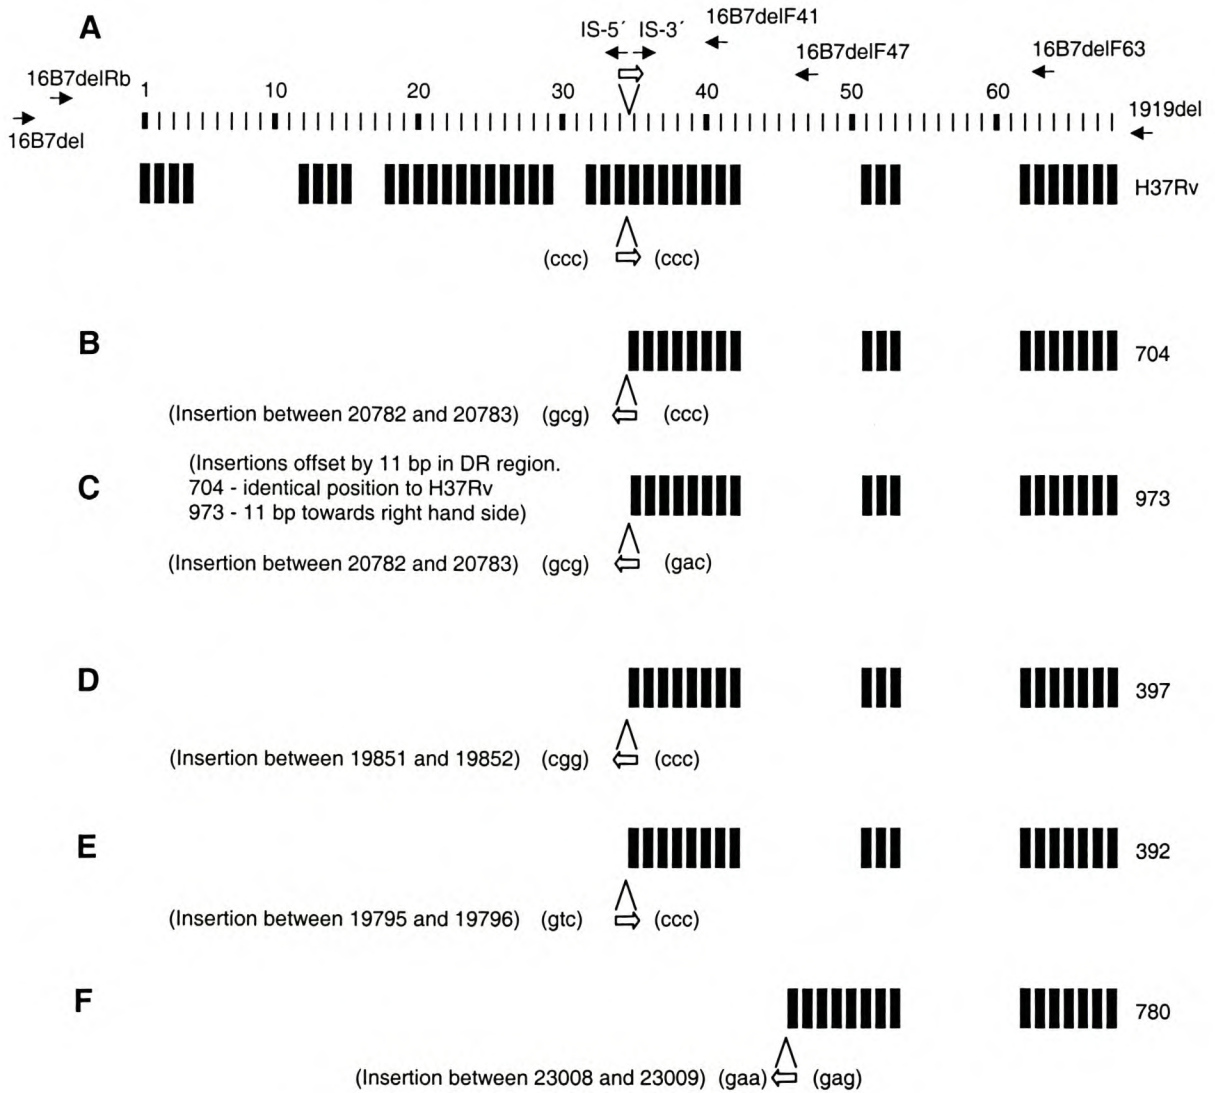 A
IS-5´ IS-3´
16B7delF41
16B7delF47
16B7delF63
16B7delRb
1 10 20 30 40 50 60
1919del
16B7del
H37Rv
(ccc) (ccc)
B
704
(Insertion between 20782 and 20783) (gcg) (ccc)
(Insertions offset by 11 bp in DR region.
C
704 - identical position to H37Rv
973
973 - 11 bp towards right hand side)
(Insertion between 20782 and 20783) (gcg) (gac)
D
397
(Insertion between 19851 and 19852) (cgg) (ccc)
E
392
(Insertion between 19795 and 19796) (gtc) (ccc)
F
780
(Insertion between 23008 and 23009) (gaa) (gag)